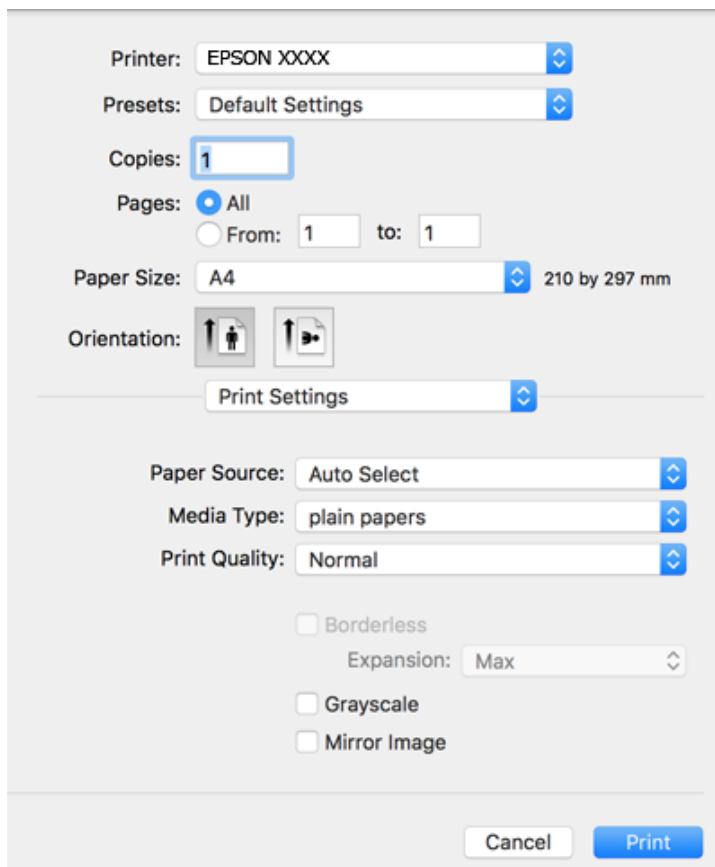 Printer: EPSON XXXX
Presets: Default Settings
Copies: 1
Pages: All
From: 1 to: 1
Paper Size: A4 210 by 297 mm
Orientation:
Print Settings
Paper Source: Auto Select
Media Type: plain papers
Print Quality: Normal
Borderless
Expansion: Max
Grayscale
Mirror Image
Cancel Print